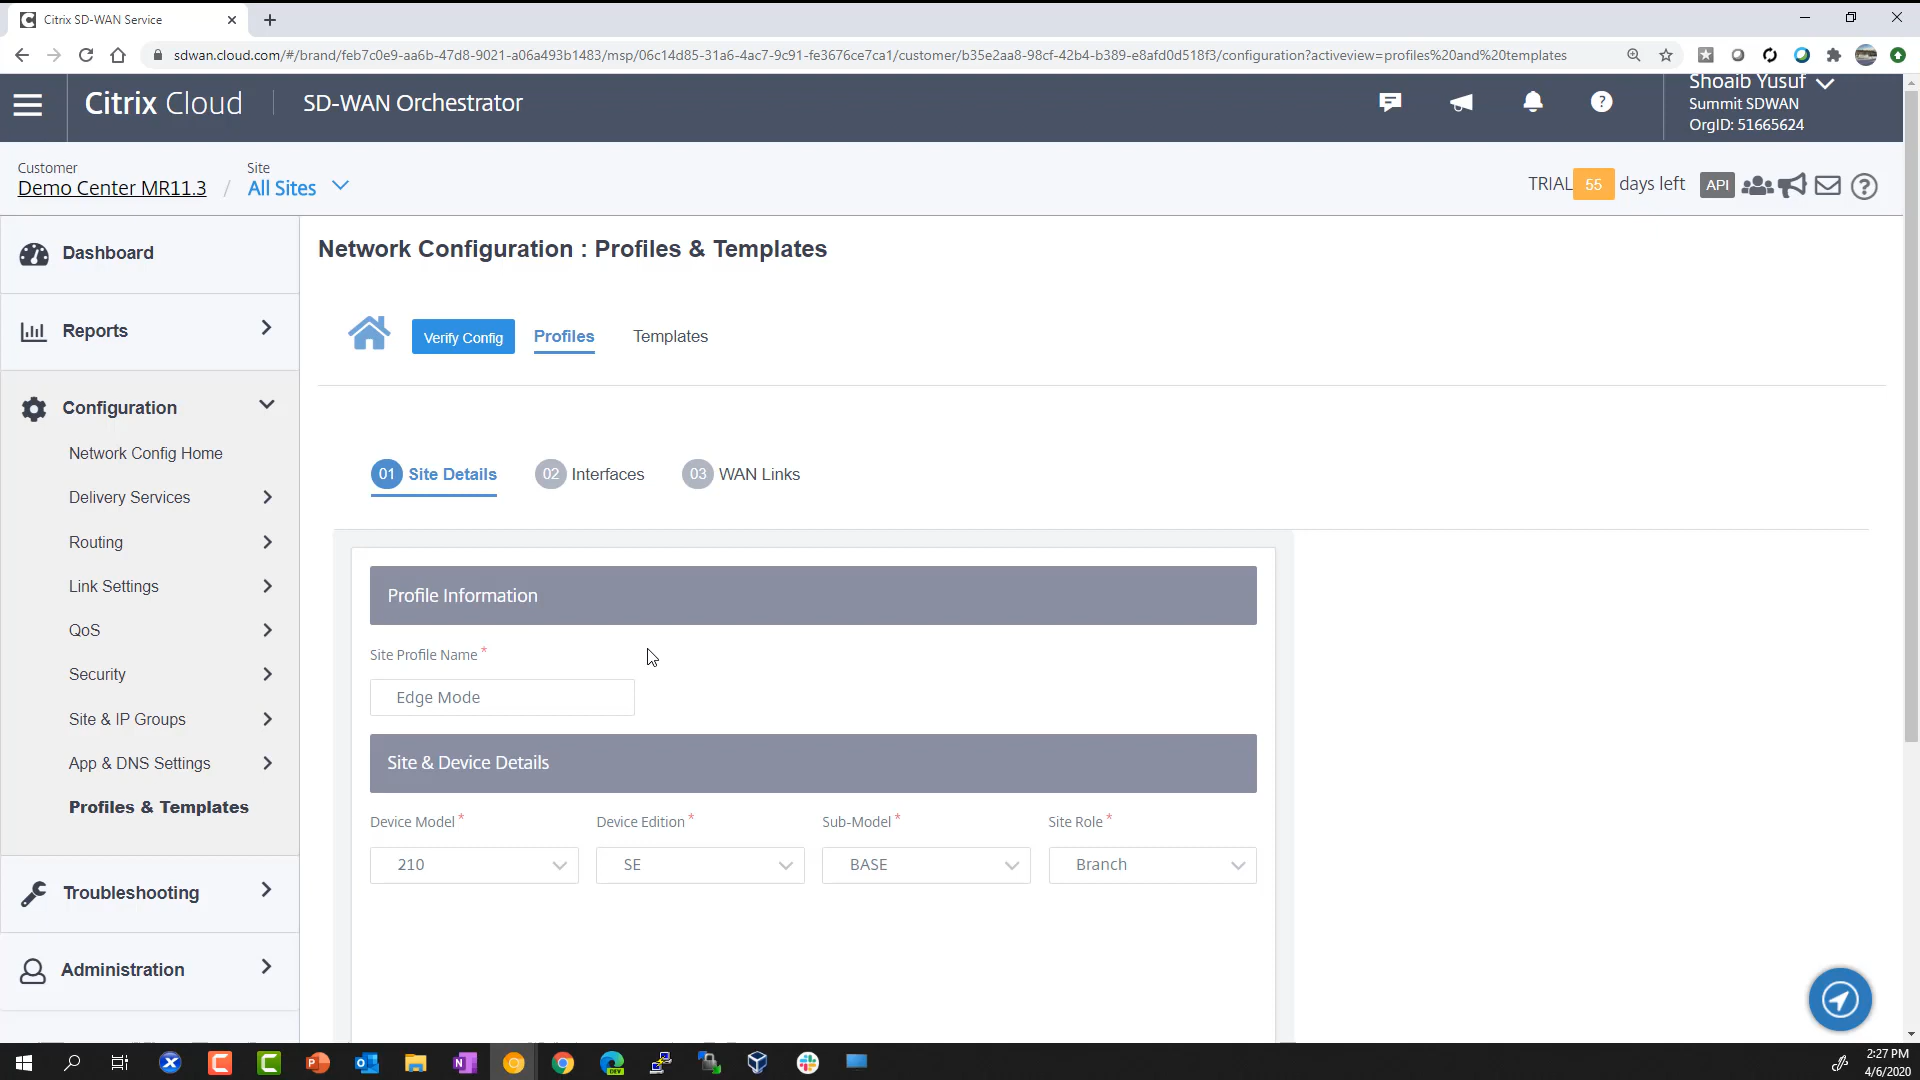 Citrix SD-WAN Service
sdwan.cloud.com/#/brand/feb7c0e9-aa6b-47d8-9021-a06a493b1483/msp/06c14d85-31a6-4ac7-9c91-fe3676ce7ca1/customer/b35e2aa8-98cf-42b4-b389-e8afd0d518f3/configuration?activeview=profiles%20and%20templates
Citrix Cloud
SD-WAN Orchestrator
Shoaib Yusuf
Summit SDWAN
OrgID: 51665624
Customer
Demo Center MR11.3
/
Site
All Sites
TRIAL 55 days left
API
Dashboard
Reports
Configuration
Network Config Home
Delivery Services
Routing
Link Settings
QoS
Security
Site & IP Groups
App & DNS Settings
Profiles & Templates
Troubleshooting
Administration
Network Configuration : Profiles & Templates
Verify Config
Profiles
Templates
01 Site Details
02 Interfaces
03 WAN Links
Profile Information
Site Profile Name *
Edge Mode
Site & Device Details
Device Model *
Device Edition *
Sub-Model *
Site Role *
210
SE
BASE
Branch
2:27 PM
4/6/2020